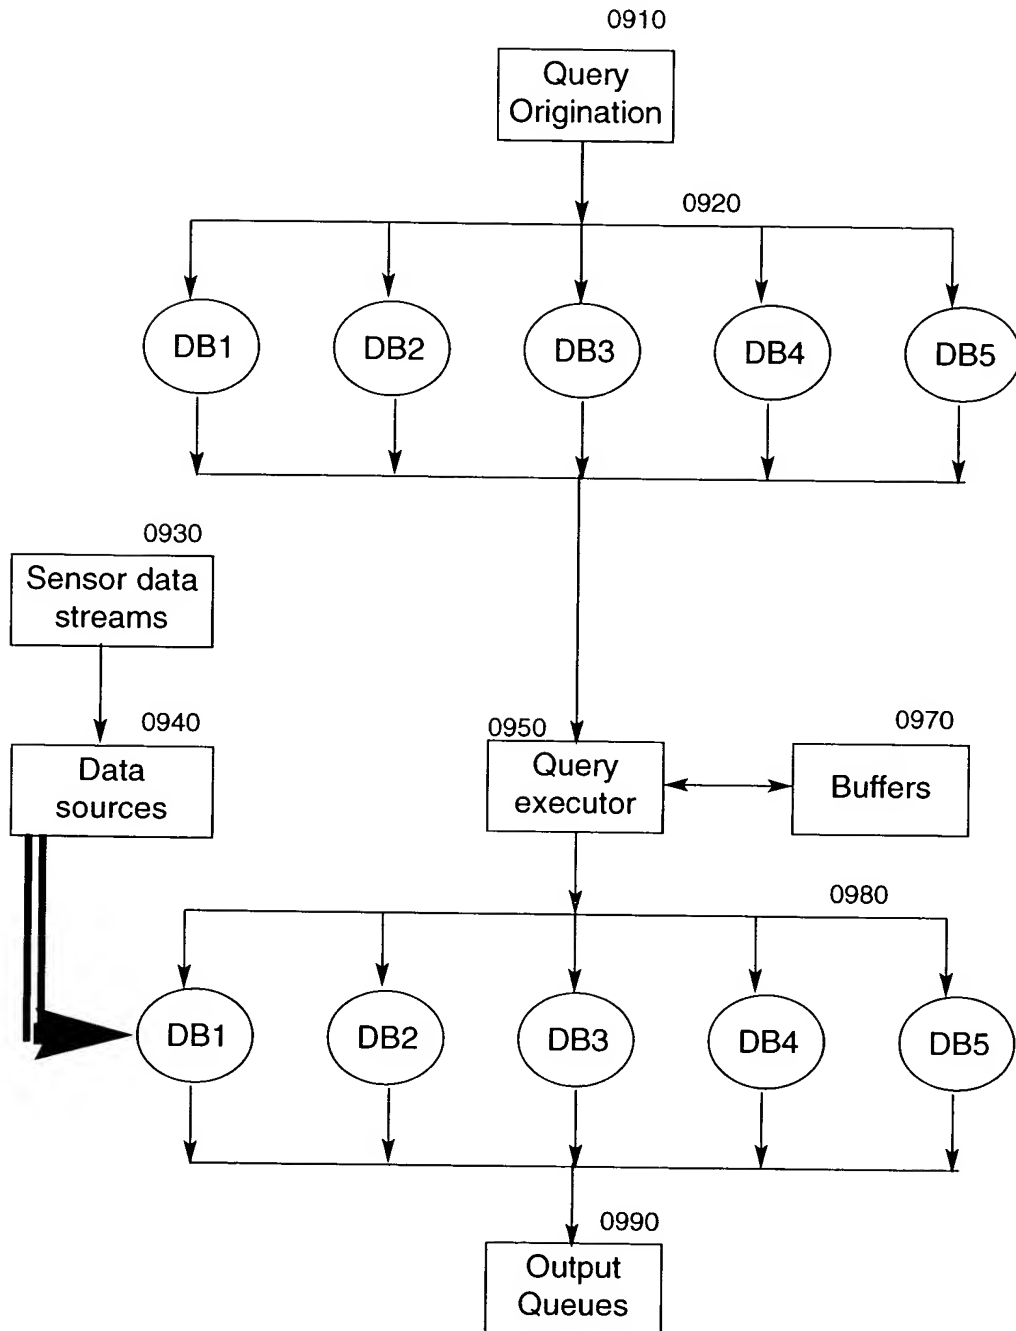 0910
Query
Origination
0920
DB1 DB2 DB3 DB4 DB5
0930
Sensor data
streams
0940
Data
sources
0950
Query
executor
0970
Buffers
0980
DB1 DB2 DB3 DB4 DB5
0990
Output
Queues